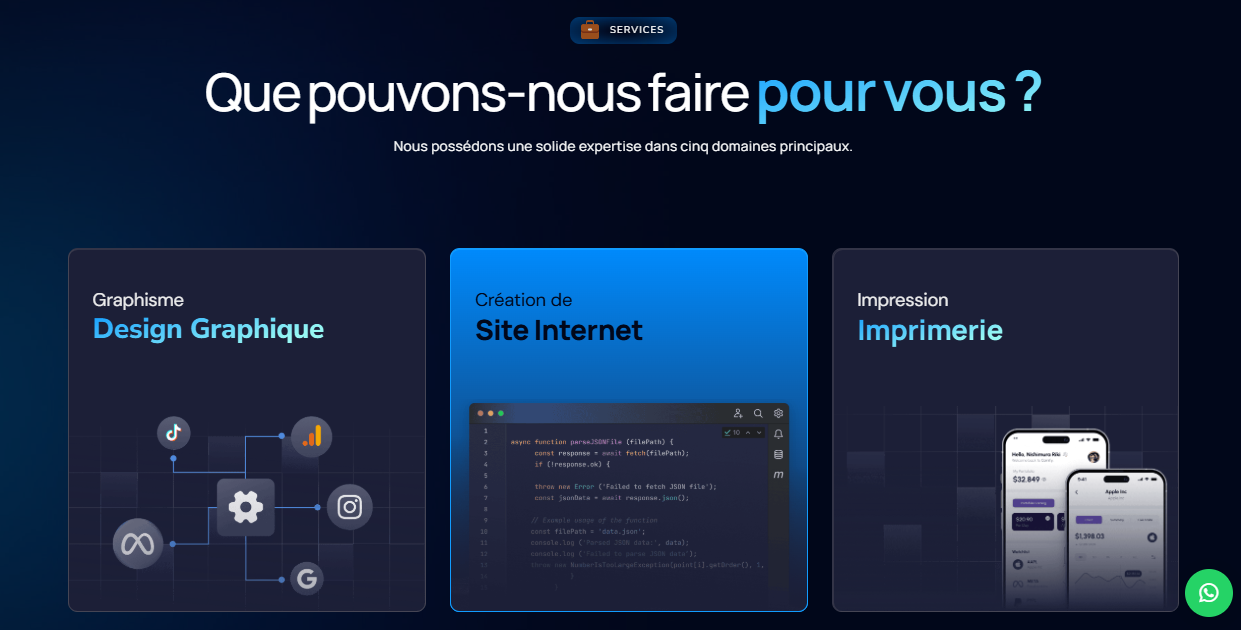 SERVICES
Que pouvons-nous faire pour vous ?
Nous possédons une solide expertise dans cinq domaines principaux.
Graphisme
Design Graphique
Création de
Site Internet
1
2 async function parseJSONFile (filePath) {
3 const response = await fetch(filePath);
4 if (!response.ok) {
5
6 throw new Error ('Failed to fetch JSON file');
7 const jsonData = await response.json();
8
9 // Example usage of the function
10 const filePath = 'data.json';
11 console.log ('Parsed JSON data:', data);
12 console.log ('Failed to parse JSON data');
13 throw new NumberIsTooLargeException(point[i].getOrder(), 1,
}
}
10
m
Impression
Imprimerie
Hello, Nishimura Riki
$32.849
$20.90
Apple Inc
$1,398.03